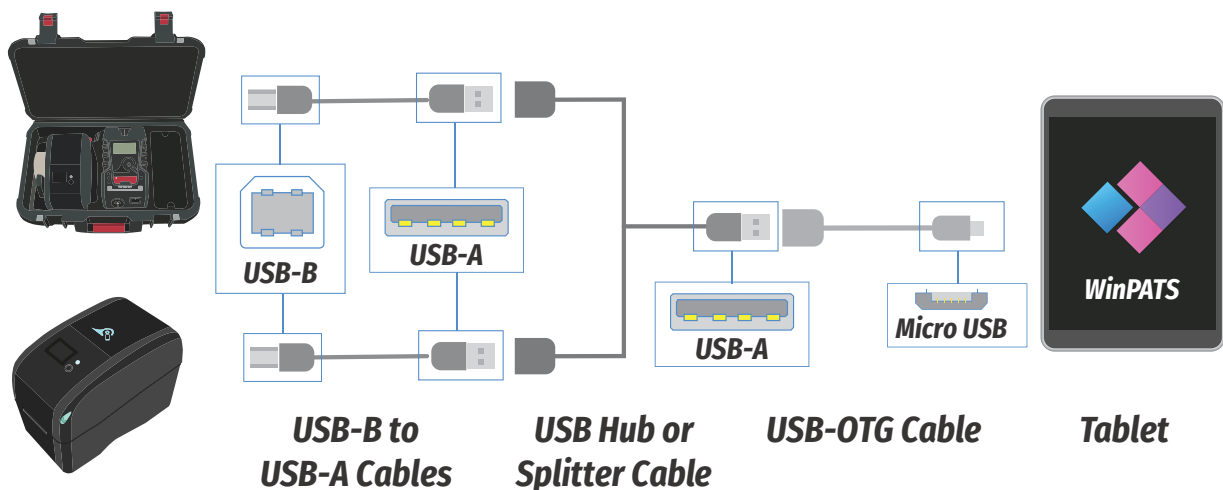 USB-B
USB-A
USB-A
Micro USB
WinPATS
USB-B to
USB-A Cables
USB Hub or
Splitter Cable
USB-OTG Cable
Tablet